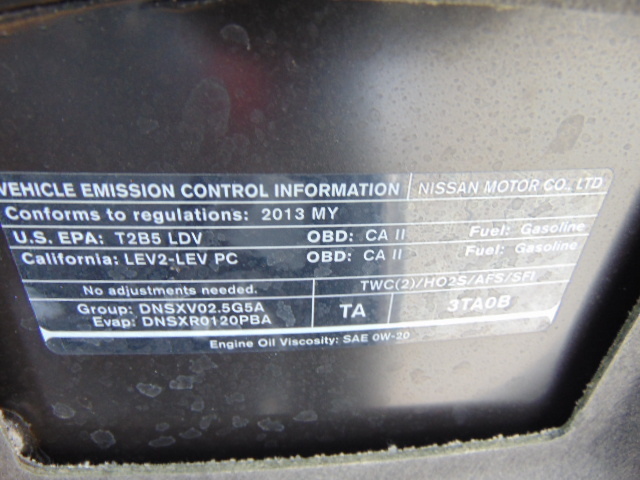 VEHICLE EMISSION CONTROL INFORMATION NISSAN MOTOR CO., LTD
Conforms to regulations: 2013 MY
U.S. EPA: T2B5 LDV OBD: CA II Fuel: Gasoline
California: LEV2-LEV PC OBD: CA II Fuel: Gasoline
No adjustments needed. TWC(2)/HO2S/AFS/SFI
Group: DNSXV02.5G5A
Evap: DNSXR0120PBA
TA 3TA0B
Engine Oil Viscosity: SAE 0W-20